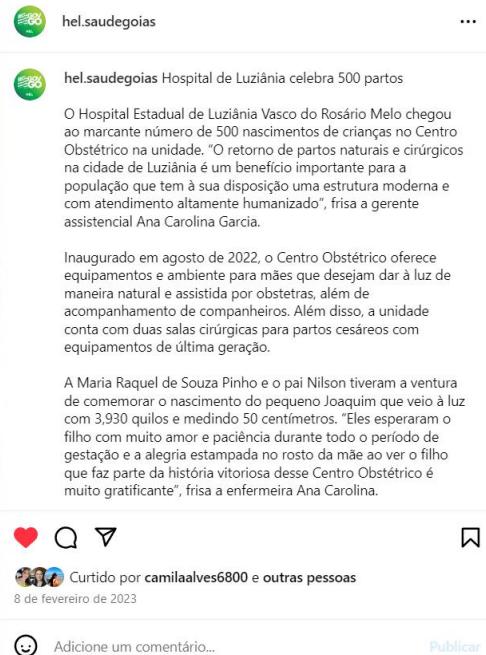 hel.saudegoias
hel.saudegoias Hospital de Luziânia celebra 500 partos
O Hospital Estadual de Luziânia Vasco do Rosário Melo chegou
ao marcante número de 500 nascimentos de crianças no Centro
Obstétrico na unidade. “O retorno de partos naturais e cirúrgicos
na cidade de Luziânia é um benefício importante para a
população que tem à sua disposição uma estrutura moderna e
com atendimento altamente humanizado”, frisa a gerente
assistencial Ana Carolina Garcia.
Inaugurado em agosto de 2022, o Centro Obstétrico oferece
equipamentos e ambiente para mães que desejam dar à luz de
maneira natural e assistida por obstetras, além de
acompanhamento de companheiros. Além disso, a unidade
conta com duas salas cirúrgicas para partos cesáreos com
equipamentos de última geração.
A Maria Raquel de Souza Pinho e o pai Nilson tiveram a ventura
de comemorar o nascimento do pequeno Joaquim que veio à luz
com 3,930 quilos e medindo 50 centímetros. “Eles esperaram o
filho com muito amor e paciência durante todo o período de
gestação e a alegria estampada no rosto da mãe ao ver o filho
que faz parte da história vitoriosa desse Centro Obstétrico é
muito gratificante”, frisa a enfermeira Ana Carolina.
Curtido por camilaalves6800 e outras pessoas
8 de fevereiro de 2023
Adicione um comentário... Publicar